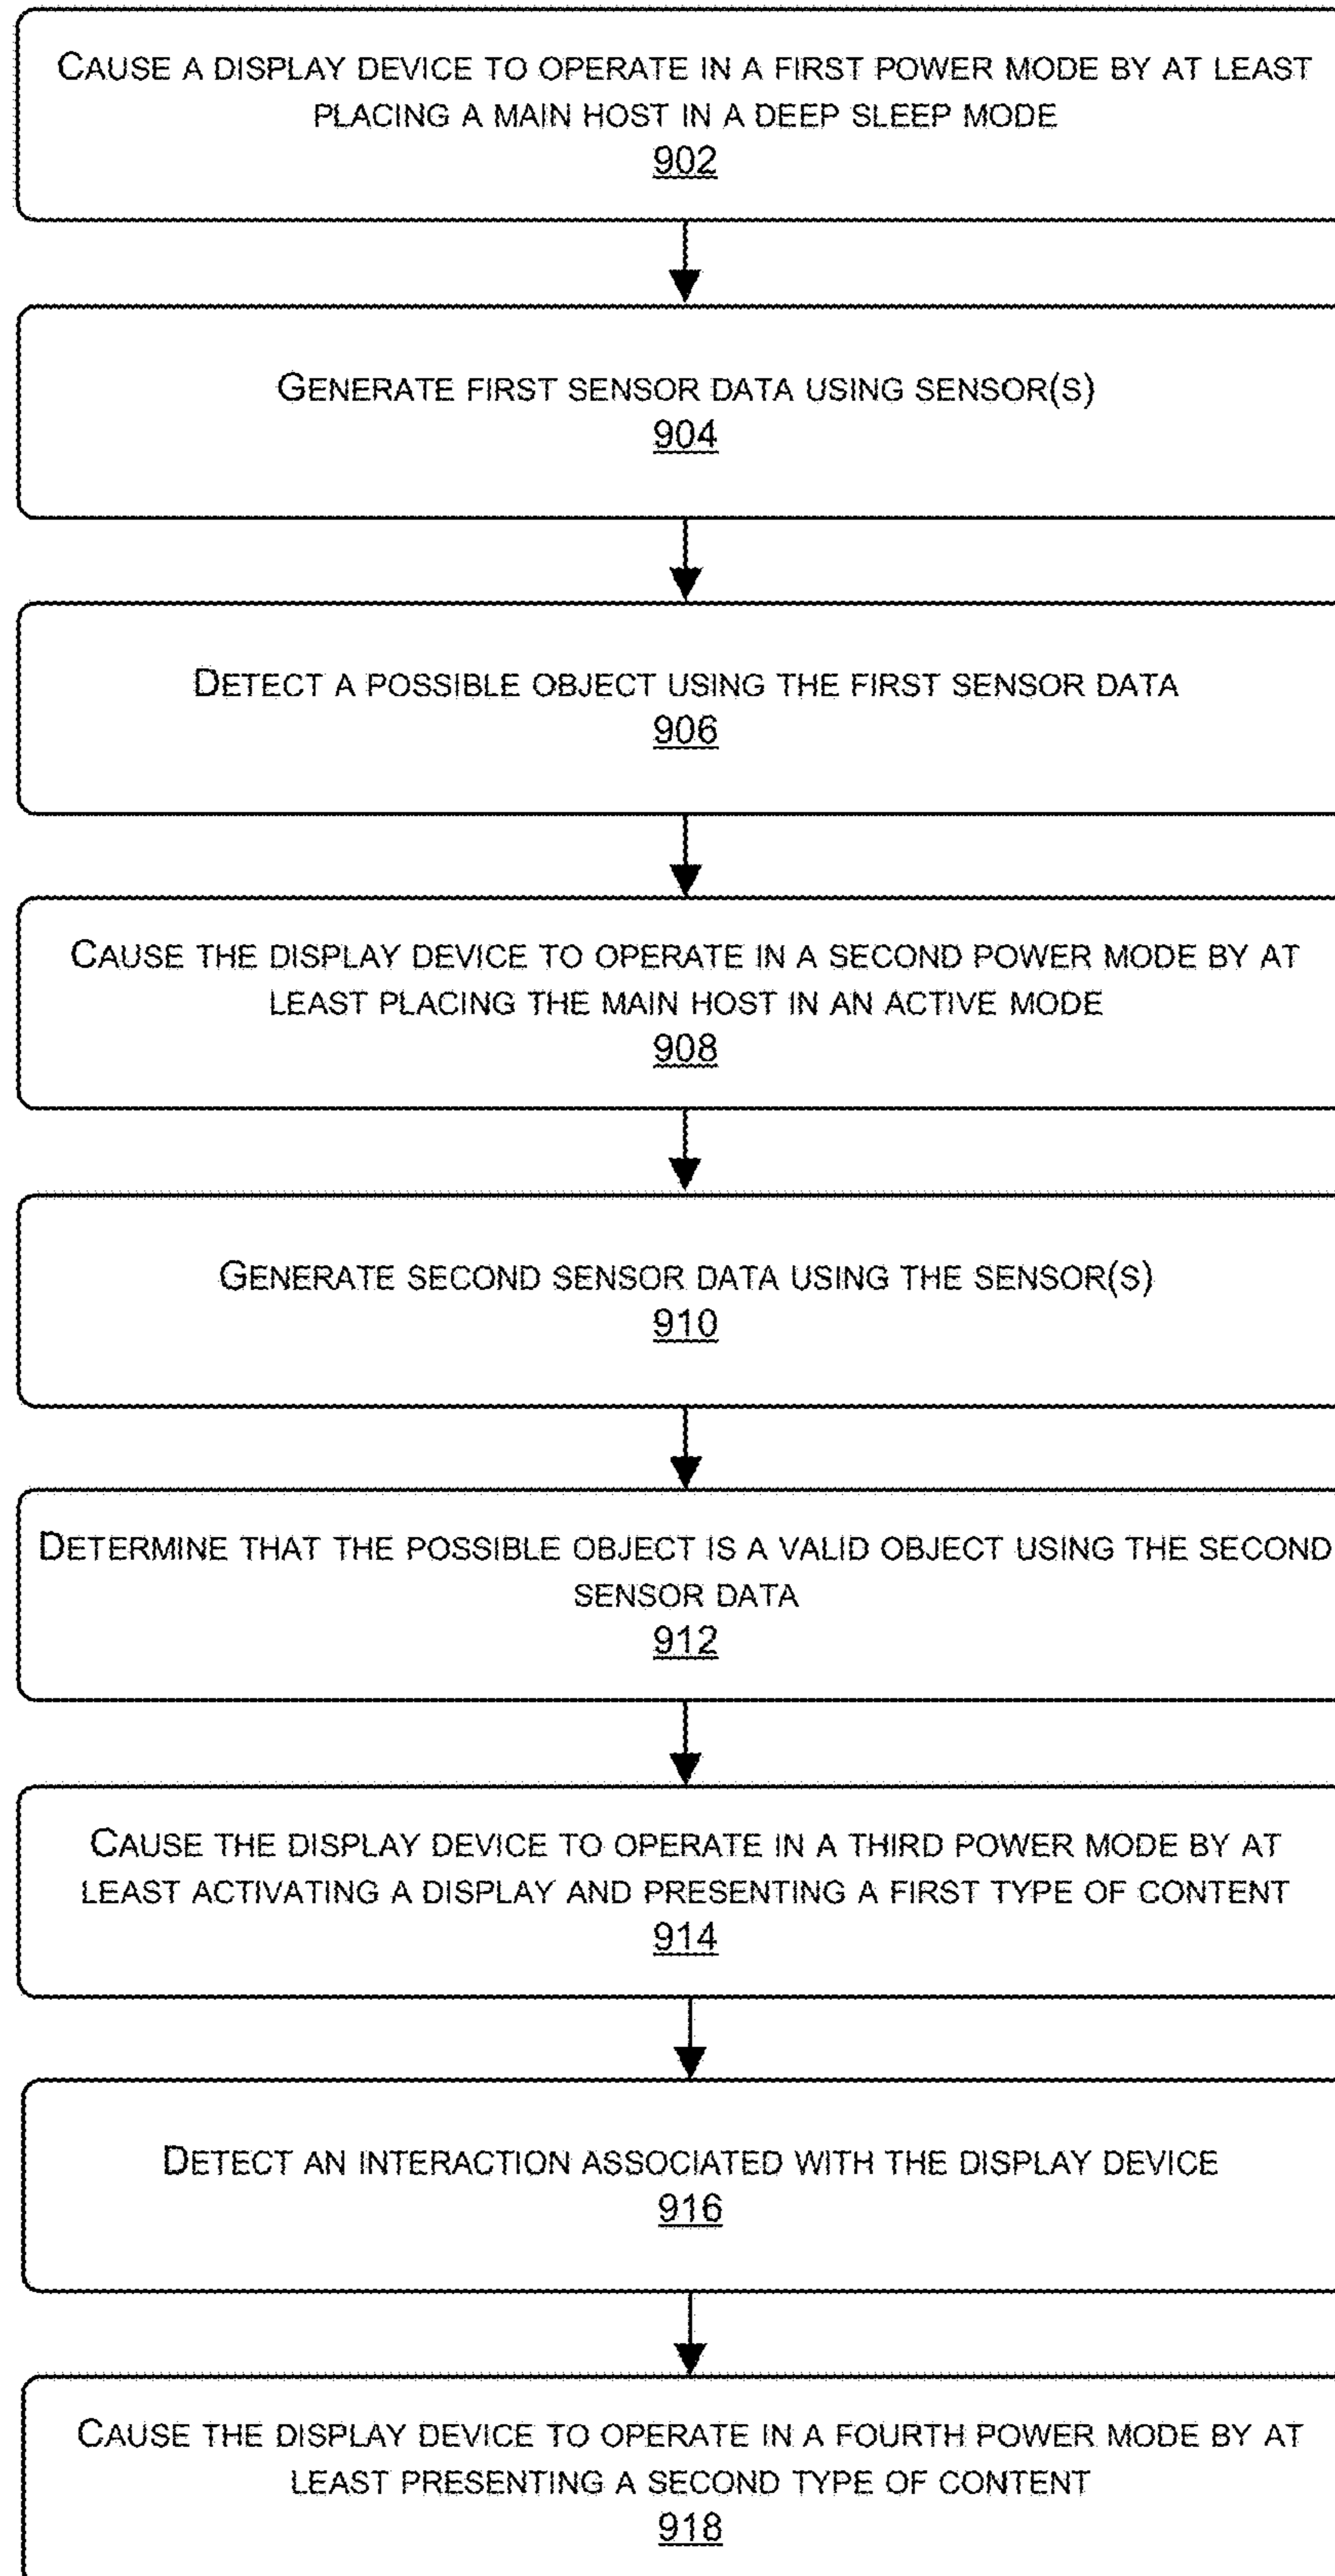 CAUSE A DISPLAY DEVICE TO OPERATE IN A FIRST POWER MODE BY AT LEAST
PLACING A MAIN HOST IN A DEEP SLEEP MODE
902
GENERATE FIRST SENSOR DATA USING SENSOR(S)
904
DETECT A POSSIBLE OBJECT USING THE FIRST SENSOR DATA
906
CAUSE THE DISPLAY DEVICE TO OPERATE IN A SECOND POWER MODE BY AT
LEAST PLACING THE MAIN HOST IN AN ACTIVE MODE
908
GENERATE SECOND SENSOR DATA USING THE SENSOR(S)
910
DETERMINE THAT THE POSSIBLE OBJECT IS A VALID OBJECT USING THE SECOND
SENSOR DATA
912
CAUSE THE DISPLAY DEVICE TO OPERATE IN A THIRD POWER MODE BY AT
LEAST ACTIVATING A DISPLAY AND PRESENTING A FIRST TYPE OF CONTENT
914
DETECT AN INTERACTION ASSOCIATED WITH THE DISPLAY DEVICE
916
CAUSE THE DISPLAY DEVICE TO OPERATE IN A FOURTH POWER MODE BY AT
LEAST PRESENTING A SECOND TYPE OF CONTENT
918